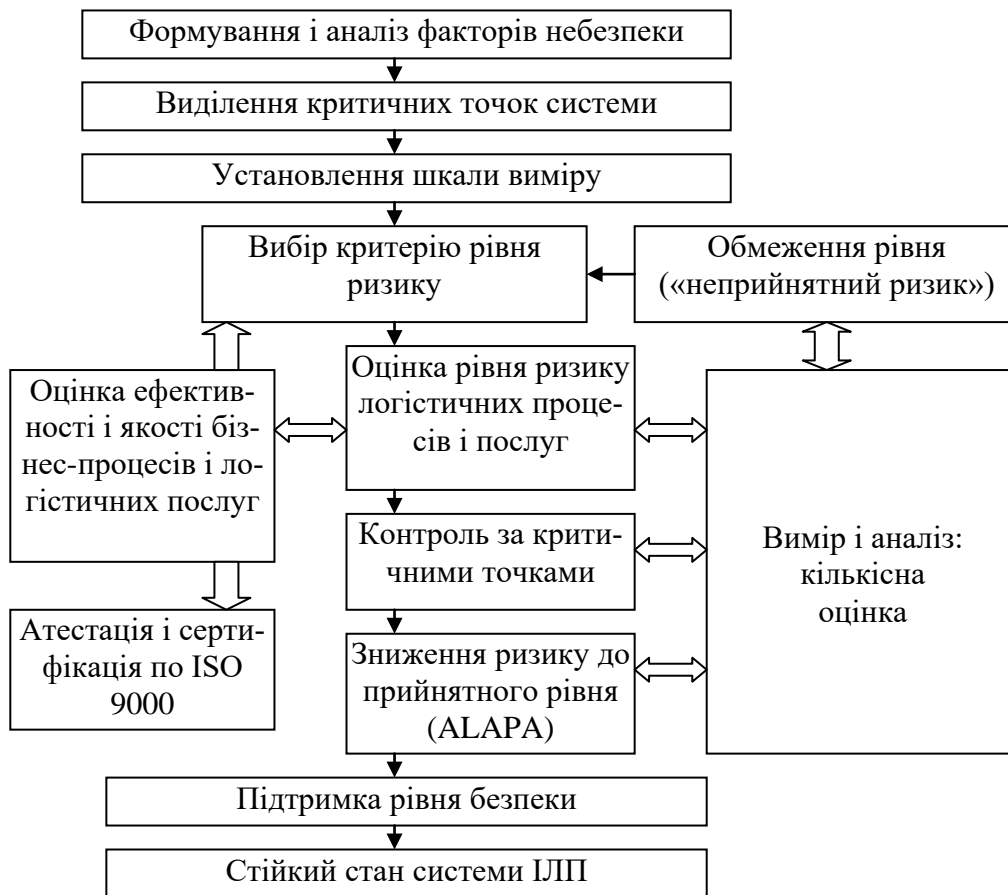 Формування і аналіз факторів небезпеки
Виділення критичних точок системи
Установлення шкали виміру
Вибір критерію рівня
ризику
Обмеження рівня
(«неприйнятний ризик»)
Оцінка ефектив-
ності і якості біз-
нес-процесів і ло-
гістичних послуг
Оцінка рівня ризику
логістичних проце-
сів і послуг
Контроль за крити-
чними точками
Вимір і аналіз:
кількісна
оцінка
Атестація і серти-
фікація по ISO
9000
Зниження ризику до
прийнятного рівня
(ALAPA)
Підтримка рівня безпеки
Стійкий стан системи ІЛП